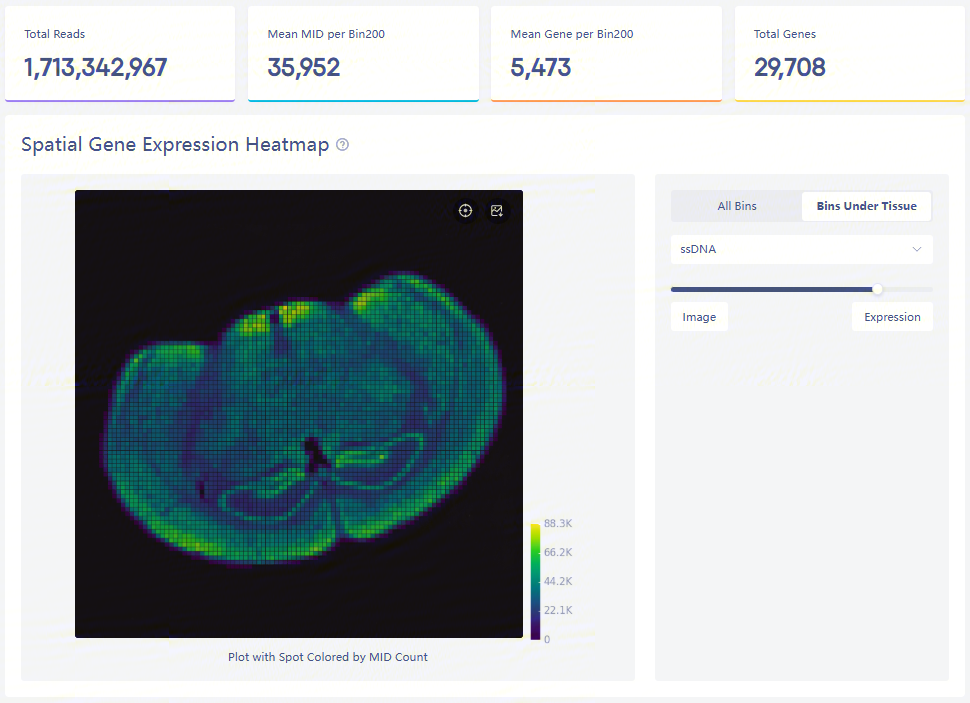 Total Reads
1,713,342,967
Mean MID per Bin200
35,952
Mean Gene per Bin200
5,473
Total Genes
29,708
Spatial Gene Expression Heatmap
All Bins
Bins Under Tissue
ssDNA
Image
Expression
88.3K
66.2K
44.2K
22.1K
0
Plot with Spot Colored by MID Count